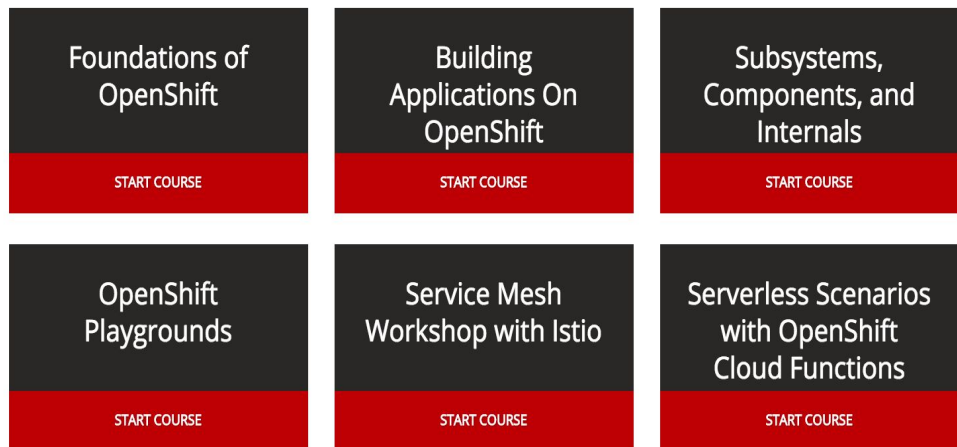 Foundations of
OpenShift
START COURSE
Building
Applications On
OpenShift
START COURSE
Subsystems,
Components, and
Internals
START COURSE
OpenShift
Playgrounds
START COURSE
Service Mesh
Workshop with Istio
START COURSE
Serverless Scenarios
with OpenShift
Cloud Functions
START COURSE